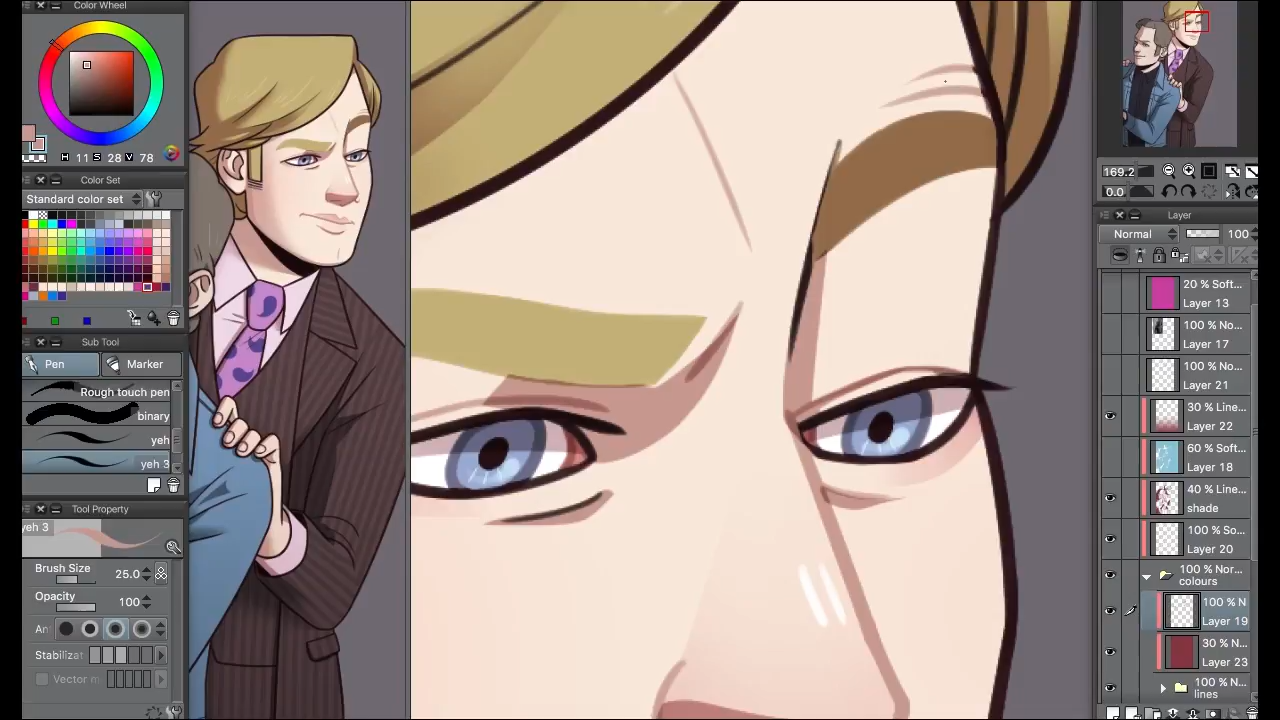 Color Wheel
H 11 S 28 V 78
Color Set
Standard color set
Sub Tool
Pen
Marker
Rough touch pen
binary
yeh
yeh 3
Tool Property
yeh 3
Brush Size
25.0
Opacity
100
Stabilizat
Vector m
169.2
0.0
Layer
Normal
100
20 % Soft...
Layer 13
100 % No...
Layer 17
100 % No...
Layer 21
30 % Line...
Layer 22
60 % Soft...
Layer 18
40 % Line...
shade
100 % So...
Layer 20
100 % Nor...
colours
100 % N
Layer 19
30 % N...
Layer 23
100 % N
lines